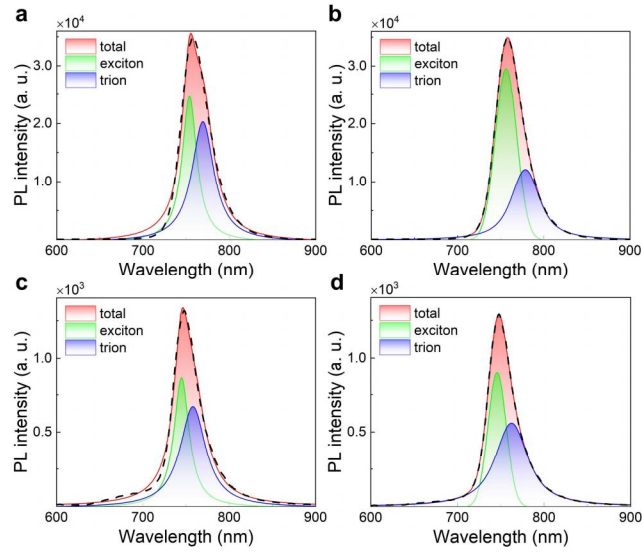 a
×10⁴
total
exciton
trion
3.0
2.0
1.0
PL intensity (a. u.)
600 700 800 900
Wavelength (nm)
b
×10⁴
total
exciton
trion
3.0
2.0
1.0
PL intensity (a. u.)
600 700 800 900
Wavelength (nm)
c
×10³
total
exciton
trion
1.0
0.5
PL intensity (a. u.)
600 700 800 900
Wavelength (nm)
d
×10³
total
exciton
trion
1.0
0.5
PL intensity (a. u.)
600 700 800 900
Wavelength (nm)